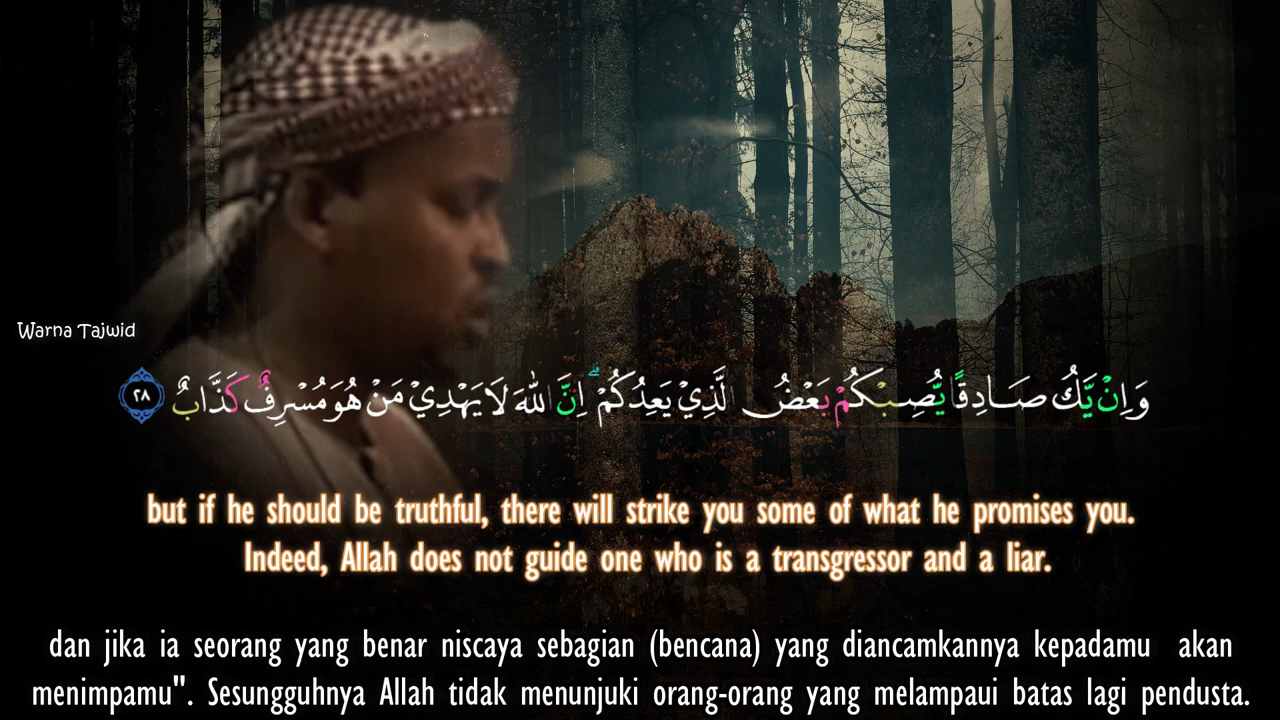 Warna Tajwid
وَاِنْ يَّكُ صَادِقًا يُّصِبْكُمْ بَعْضُ الَّذِيْ يَعِدُكُمْ ۗ اِنَّ اللّٰهَ لَا يَهْدِيْ مَنْ هُوَ مُسْرِفٌ كَذَّابٌ ٢٨
but if he should be truthful, there will strike you some of what he promises you.
Indeed, Allah does not guide one who is a transgressor and a liar.
dan jika ia seorang yang benar niscaya sebagian (bencana) yang diancamkannya kepadamu akan
menimpamu". Sesungguhnya Allah tidak menunjuki orang-orang yang melampaui batas lagi pendusta.